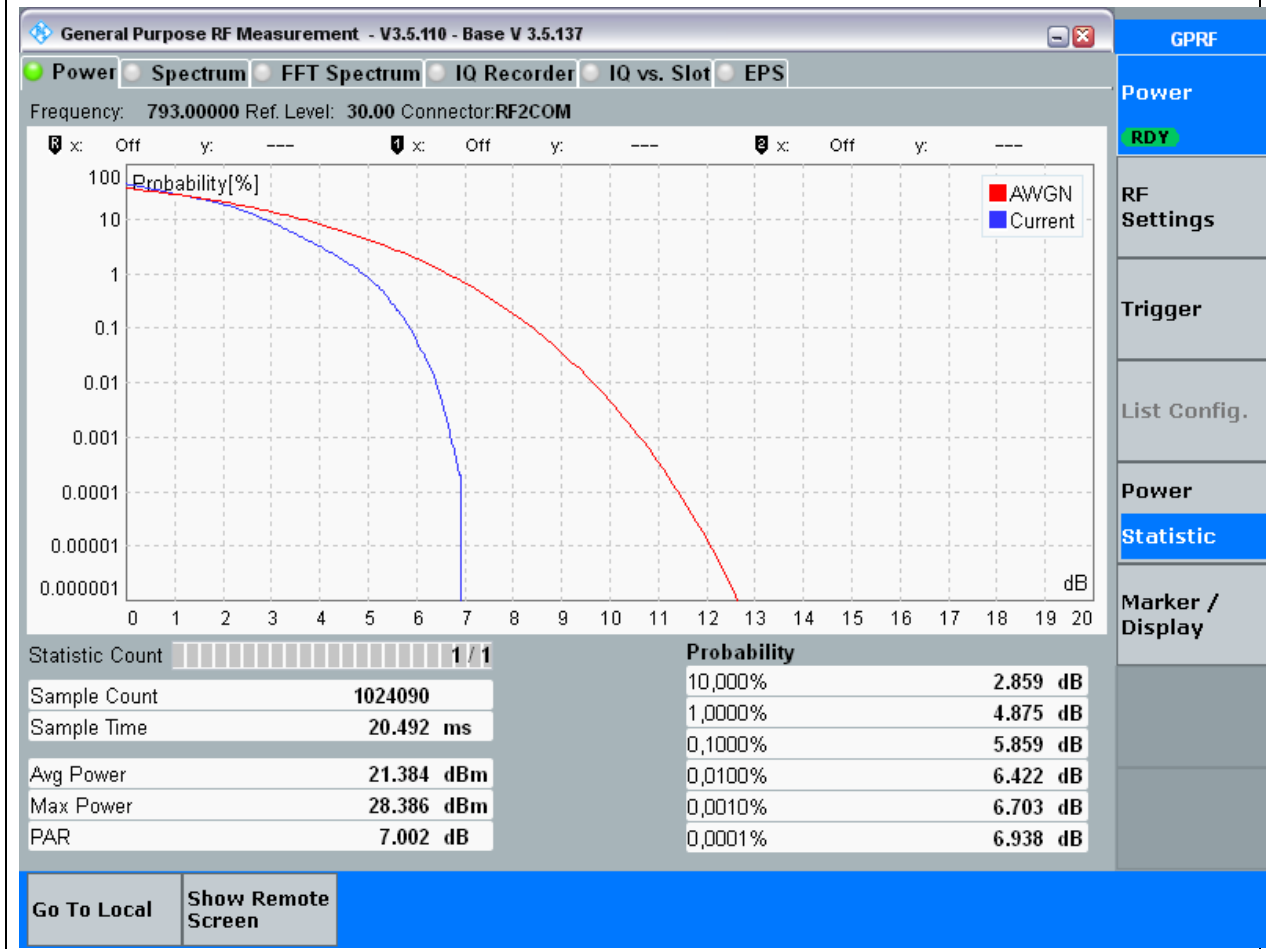 General Purpose RF Measurement - V3.5.110 - Base V 3.5.137
GPRF
Power Spectrum FFT Spectrum IQ Recorder IQ vs. Slot EPS
Frequency: 793.00000 Ref. Level: 30.00 Connector:RF2COM
R x: Off y: --- 1 x: Off y: --- 2 x: Off y: ---
Probability[%]
AWGN
Current
100
10
1
0.1
0.01
0.001
0.0001
0.00001
0.000001
dB
0 1 2 3 4 5 6 7 8 9 10 11 12 13 14 15 16 17 18 19 20
Statistic Count 1 / 1
Sample Count 1024090
Sample Time 20.492 ms
Avg Power 21.384 dBm
Max Power 28.386 dBm
PAR 7.002 dB
Probability
10,000% 2.859 dB
1,0000% 4.875 dB
0,1000% 5.859 dB
0,0100% 6.422 dB
0,0010% 6.703 dB
0,0001% 6.938 dB
Power
RDY
RF
Settings
Trigger
List Config.
Power
Statistic
Marker /
Display
Go To Local
Show Remote
Screen